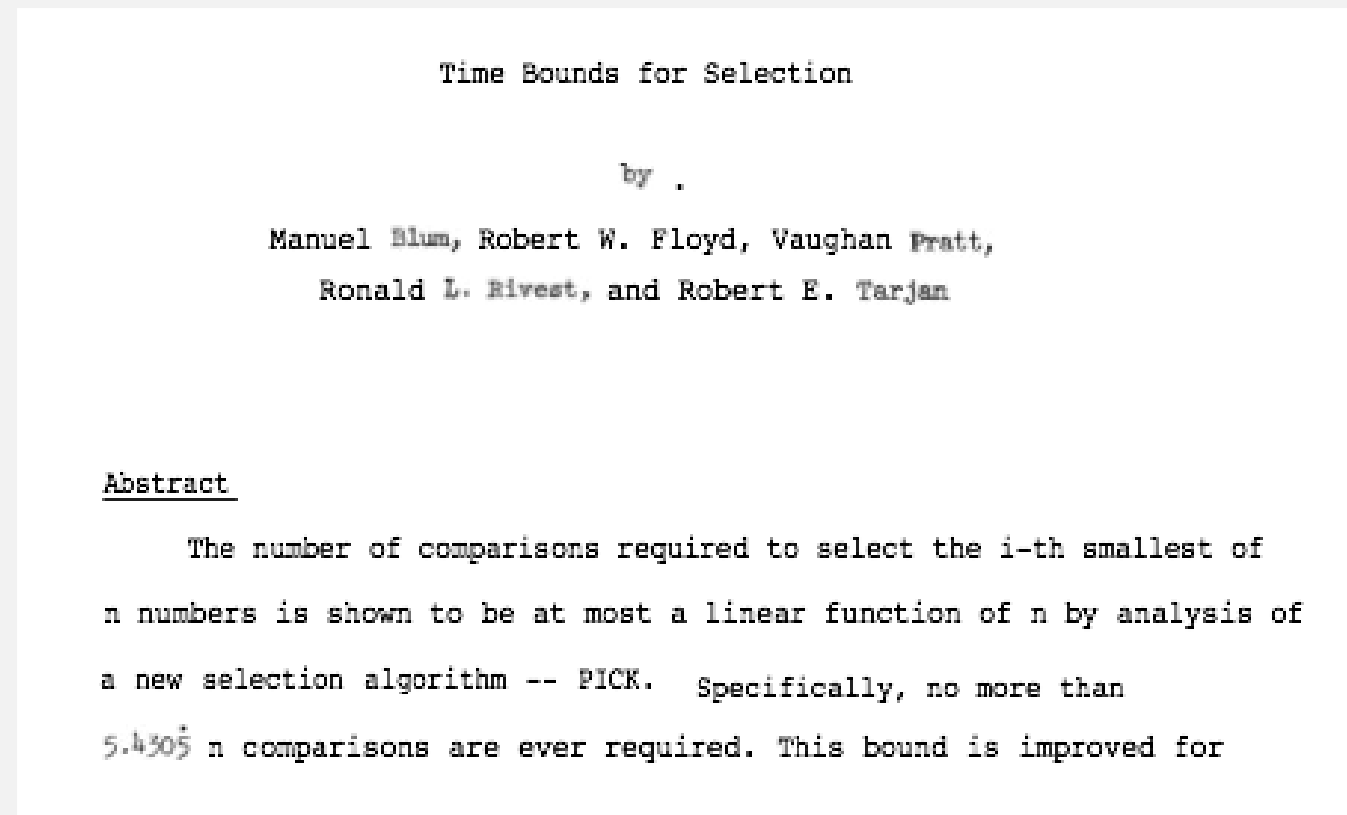 Time Bounds for Selection
by .
Manuel Blum, Robert W. Floyd, Vaughan Pratt,
Ronald L. Rivest, and Robert E. Tarjan
Abstract
The number of comparisons required to select the i-th smallest of
n numbers is shown to be at most a linear function of n by analysis of
a new selection algorithm -- PICK. Specifically, no more than
5.4305̇ n comparisons are ever required. This bound is improved for